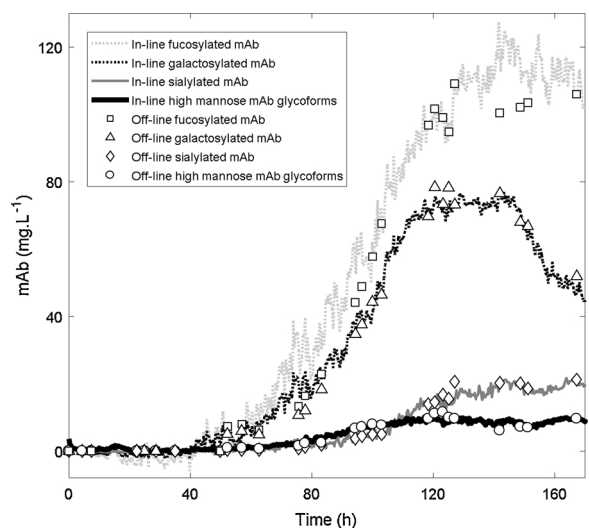 120
80
40
0
mAb (mg.L⁻¹)
In-line fucosylated mAb
In-line galactosylated mAb
In-line sialylated mAb
In-line high mannose mAb glycoforms
Off-line fucosylated mAb
Off-line galactosylated mAb
Off-line sialylated mAb
Off-line high mannose mAb glycoforms
0 40 80 120 160
Time (h)